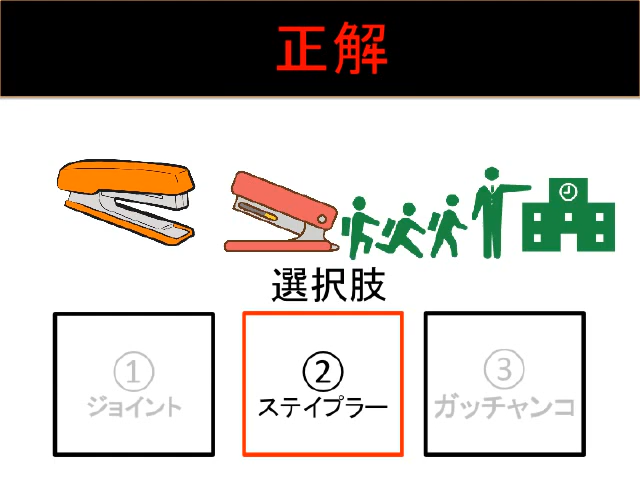 正解
選択肢
①
ジョイント
②
ステイプラー
③
ガッチャンコ